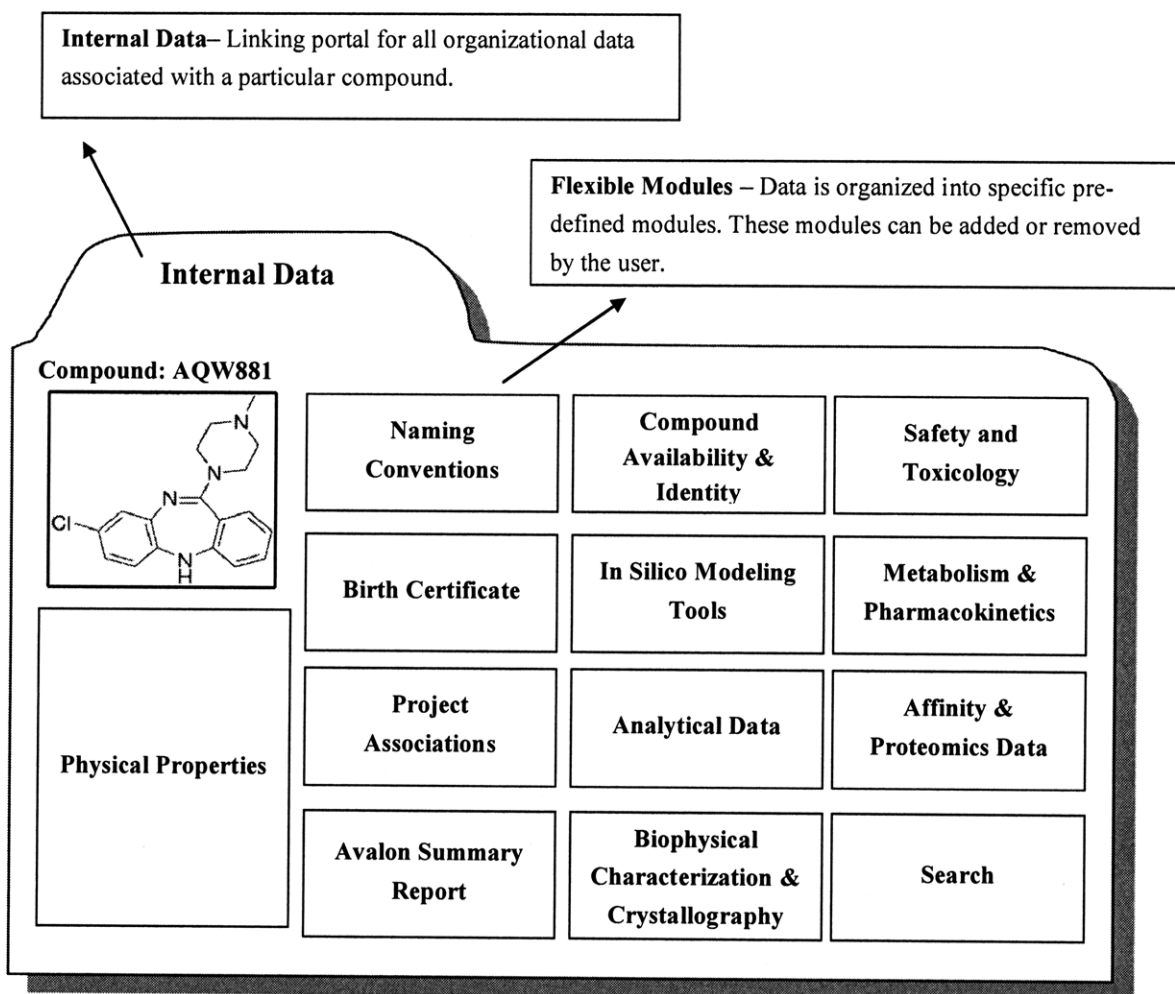 Internal Data– Linking portal for all organizational data
associated with a particular compound.
Flexible Modules – Data is organized into specific pre-
defined modules. These modules can be added or removed
by the user.
Internal Data
Compound: AQW881
N
N
N
Cl
N
H
Naming
Conventions
Compound
Availability &
Identity
Safety and
Toxicology
Birth Certificate
In Silico Modeling
Tools
Metabolism &
Pharmacokinetics
Physical Properties
Project
Associations
Analytical Data
Affinity &
Proteomics Data
Avalon Summary
Report
Biophysical
Characterization &
Crystallography
Search